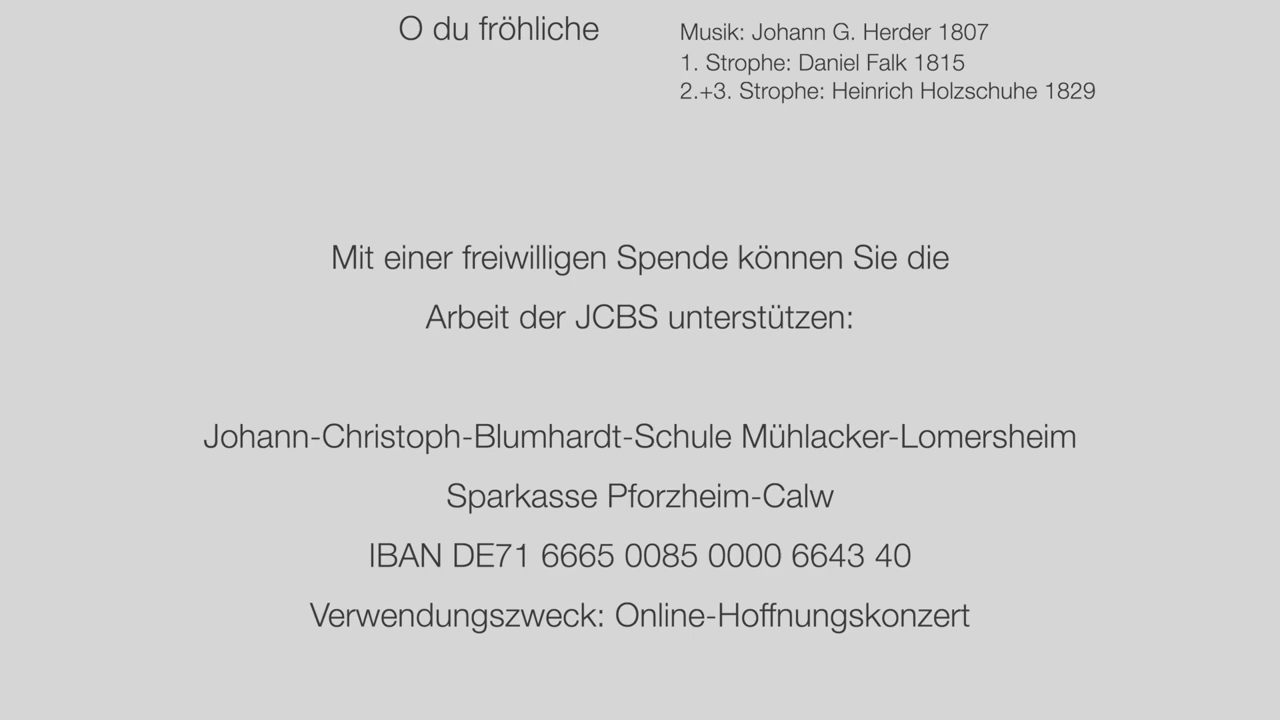 O du fröhliche
Musik: Johann G. Herder 1807
1. Strophe: Daniel Falk 1815
2.+3. Strophe: Heinrich Holzschuhe 1829
Mit einer freiwilligen Spende können Sie die
Arbeit der JCBS unterstützen:
Johann-Christoph-Blumhardt-Schule Mühlacker-Lomersheim
Sparkasse Pforzheim-Calw
IBAN DE71 6665 0085 0000 6643 40
Verwendungszweck: Online-Hoffnungskonzert